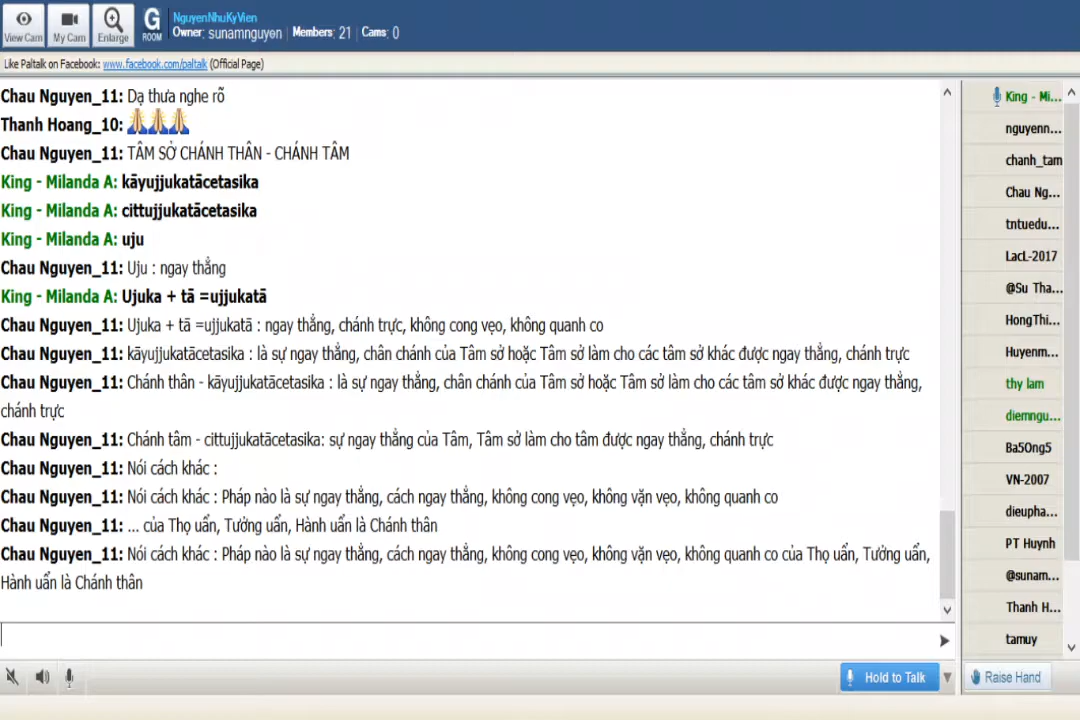 View Cam
My Cam
Enlarge
G
ROOM
NguyenNhuKyVien
Owner: sunamnguyen | Members: 21 | Cams: 0
Like Paltalk on Facebook: www.facebook.com/paltalk (Official Page)
Chau Nguyen_11: Dạ thưa nghe rõ
Thanh Hoang_10: 🙏🙏🙏
Chau Nguyen_11: TÂM SỞ CHÁNH THÂN - CHÁNH TÂM
King - Milanda A: kāyujjukatācetasika
King - Milanda A: cittujjukatācetasika
King - Milanda A: uju
Chau Nguyen_11: Uju : ngay thẳng
King - Milanda A: Ujuka + tā =ujjukatā
Chau Nguyen_11: Ujuka + tā =ujjukatā : ngay thẳng, chánh trực, không cong vẹo, không quanh co
Chau Nguyen_11: kāyujjukatācetasika : là sự ngay thẳng, chân chánh của Tâm sở hoặc Tâm sở làm cho các tâm sở khác được ngay thẳng, chánh trực
Chau Nguyen_11: Chánh thân - kāyujjukatācetasika : là sự ngay thẳng, chân chánh của Tâm sở hoặc Tâm sở làm cho các tâm sở khác được ngay thẳng,
chánh trực
Chau Nguyen_11: Chánh tâm - cittujjukatācetasika: sự ngay thẳng của Tâm, Tâm sở làm cho tâm được ngay thẳng, chánh trực
Chau Nguyen_11: Nói cách khác :
Chau Nguyen_11: Nói cách khác : Pháp nào là sự ngay thẳng, cách ngay thẳng, không cong vẹo, không vặn vẹo, không quanh co
Chau Nguyen_11: ... của Thọ uẩn, Tưởng uẩn, Hành uẩn là Chánh thân
Chau Nguyen_11: Nói cách khác : Pháp nào là sự ngay thẳng, cách ngay thẳng, không cong vẹo, không vặn vẹo, không quanh co của Thọ uẩn, Tưởng uẩn,
Hành uẩn là Chánh thân
King - Mi...
nguyenn...
chanh_tam
Chau Ng...
tntuedu...
LacL-2017
@Su Tha...
HongThi...
Huyenm...
thy lam
diemngu...
Ba5Ong5
VN-2007
dieupha...
PT Huynh
@sunam...
Thanh H...
tamuy
Hold to Talk
Raise Hand